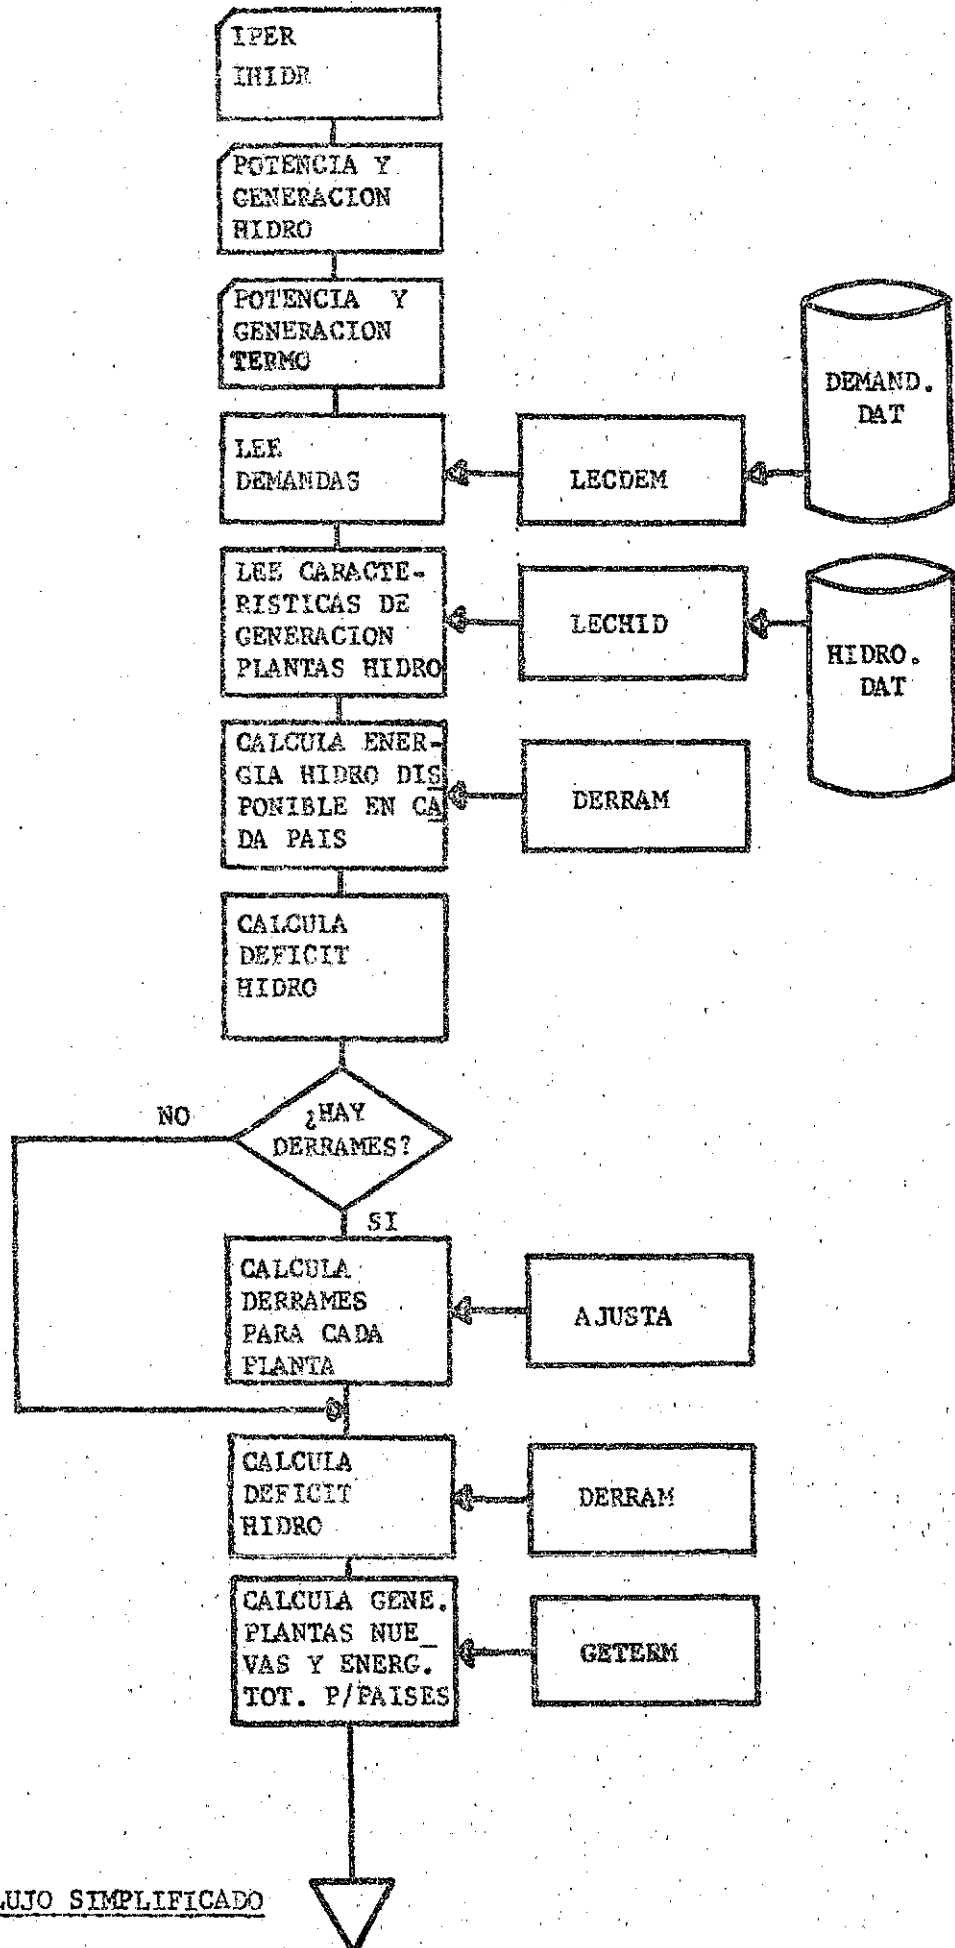 IPER
IHIDR
POTENCIA Y
GENERACION
HIDRO
POTENCIA Y
GENERACION
TERMO
DEMAND.
DAT
LEE
DEMANDAS
LECDEM
LEE CARACTE-
RISTICAS DE
GENERACION
PLANTAS HIDRO
LECHID
HIDRO.
DAT
CALCULA ENER-
GIA HIDRO DIS
PONIBLE EN CA
DA PAIS
DERRAM
CALCULA
DEFICIT
HIDRO
¿HAY
DERRAMES?
NO
SI
CALCULA
DERRAMES
PARA CADA
PLANTA
AJUSTA
CALCULA
DEFICIT
HIDRO
DERRAM
CALCULA GENE.
PLANTAS NUE_
VAS Y ENERG.
TOT. P/PAISES
GETERM
LUJO SIMPLIFICADO